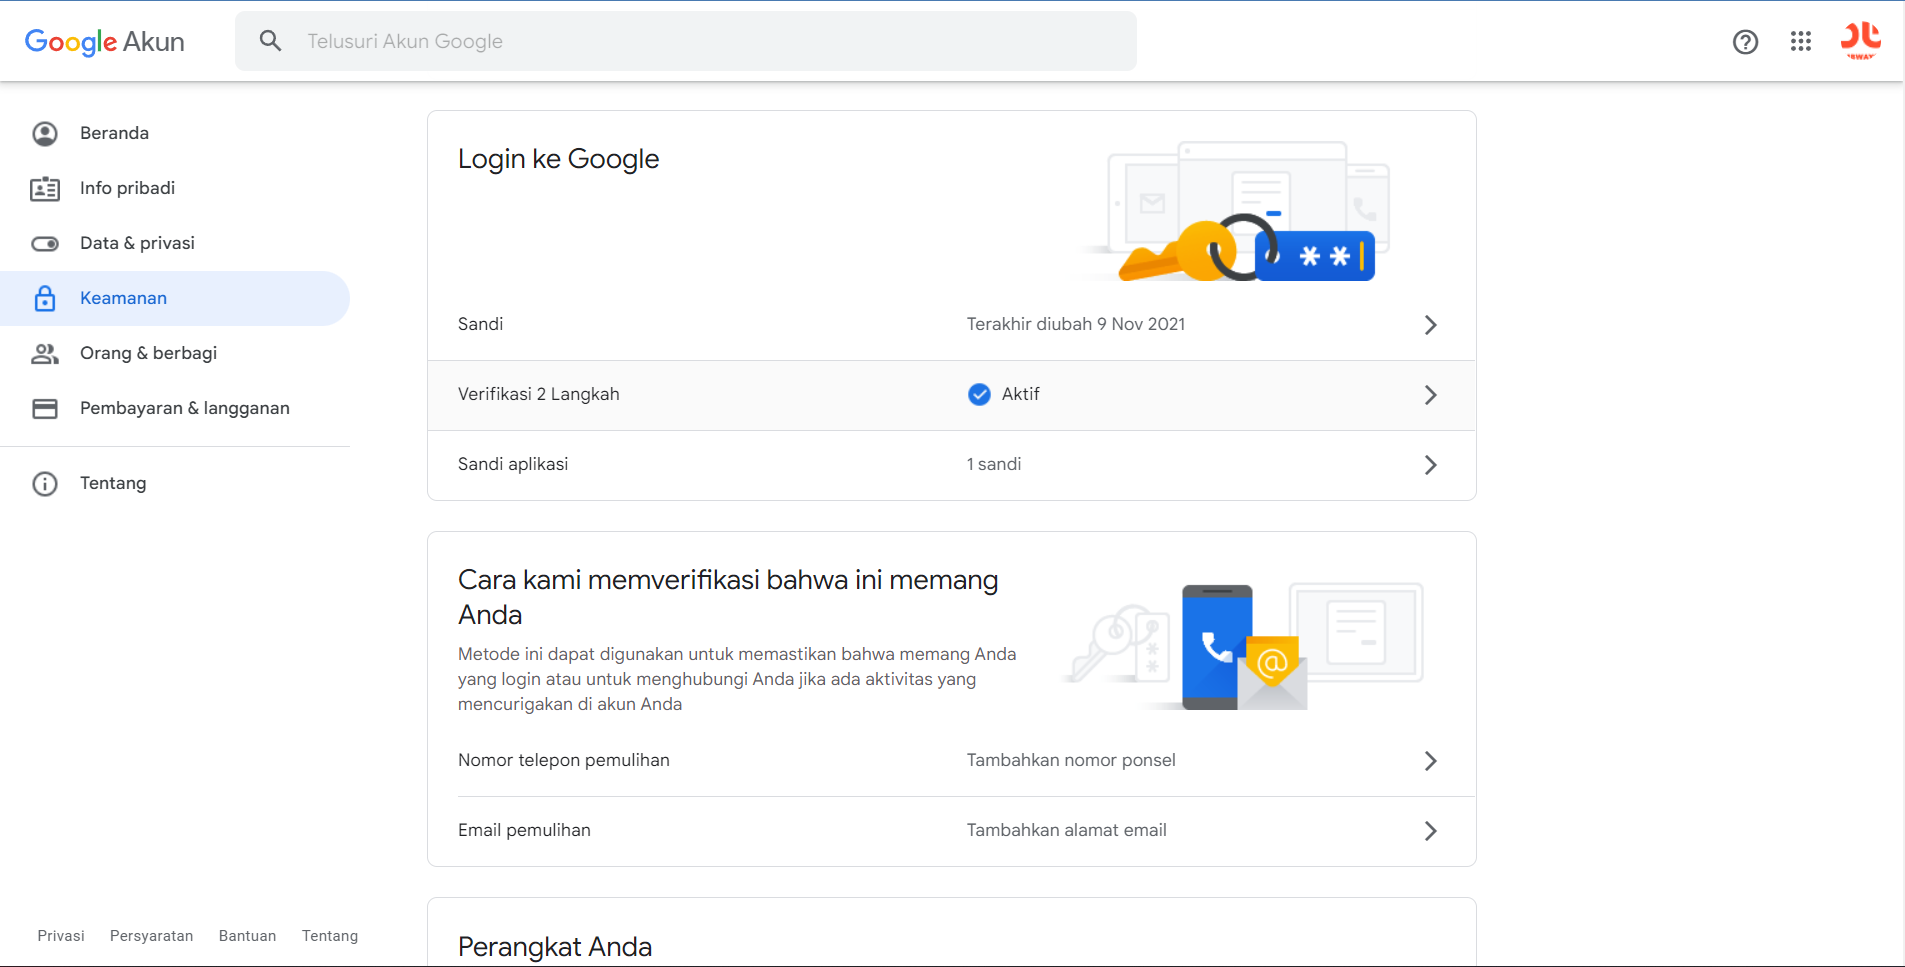 Google Akun
Telusuri Akun Google
Beranda
Info pribadi
Data & privasi
Keamanan
Orang & berbagi
Pembayaran & langganan
Tentang
Login ke Google
Sandi
Terakhir diubah 9 Nov 2021
Verifikasi 2 Langkah
Aktif
Sandi aplikasi
1 sandi
Cara kami memverifikasi bahwa ini memang
Anda
Metode ini dapat digunakan untuk memastikan bahwa memang Anda
yang login atau untuk menghubungi Anda jika ada aktivitas yang
mencurigakan di akun Anda
Nomor telepon pemulihan
Tambahkan nomor ponsel
Email pemulihan
Tambahkan alamat email
Perangkat Anda
Privasi
Persyaratan
Bantuan
Tentang